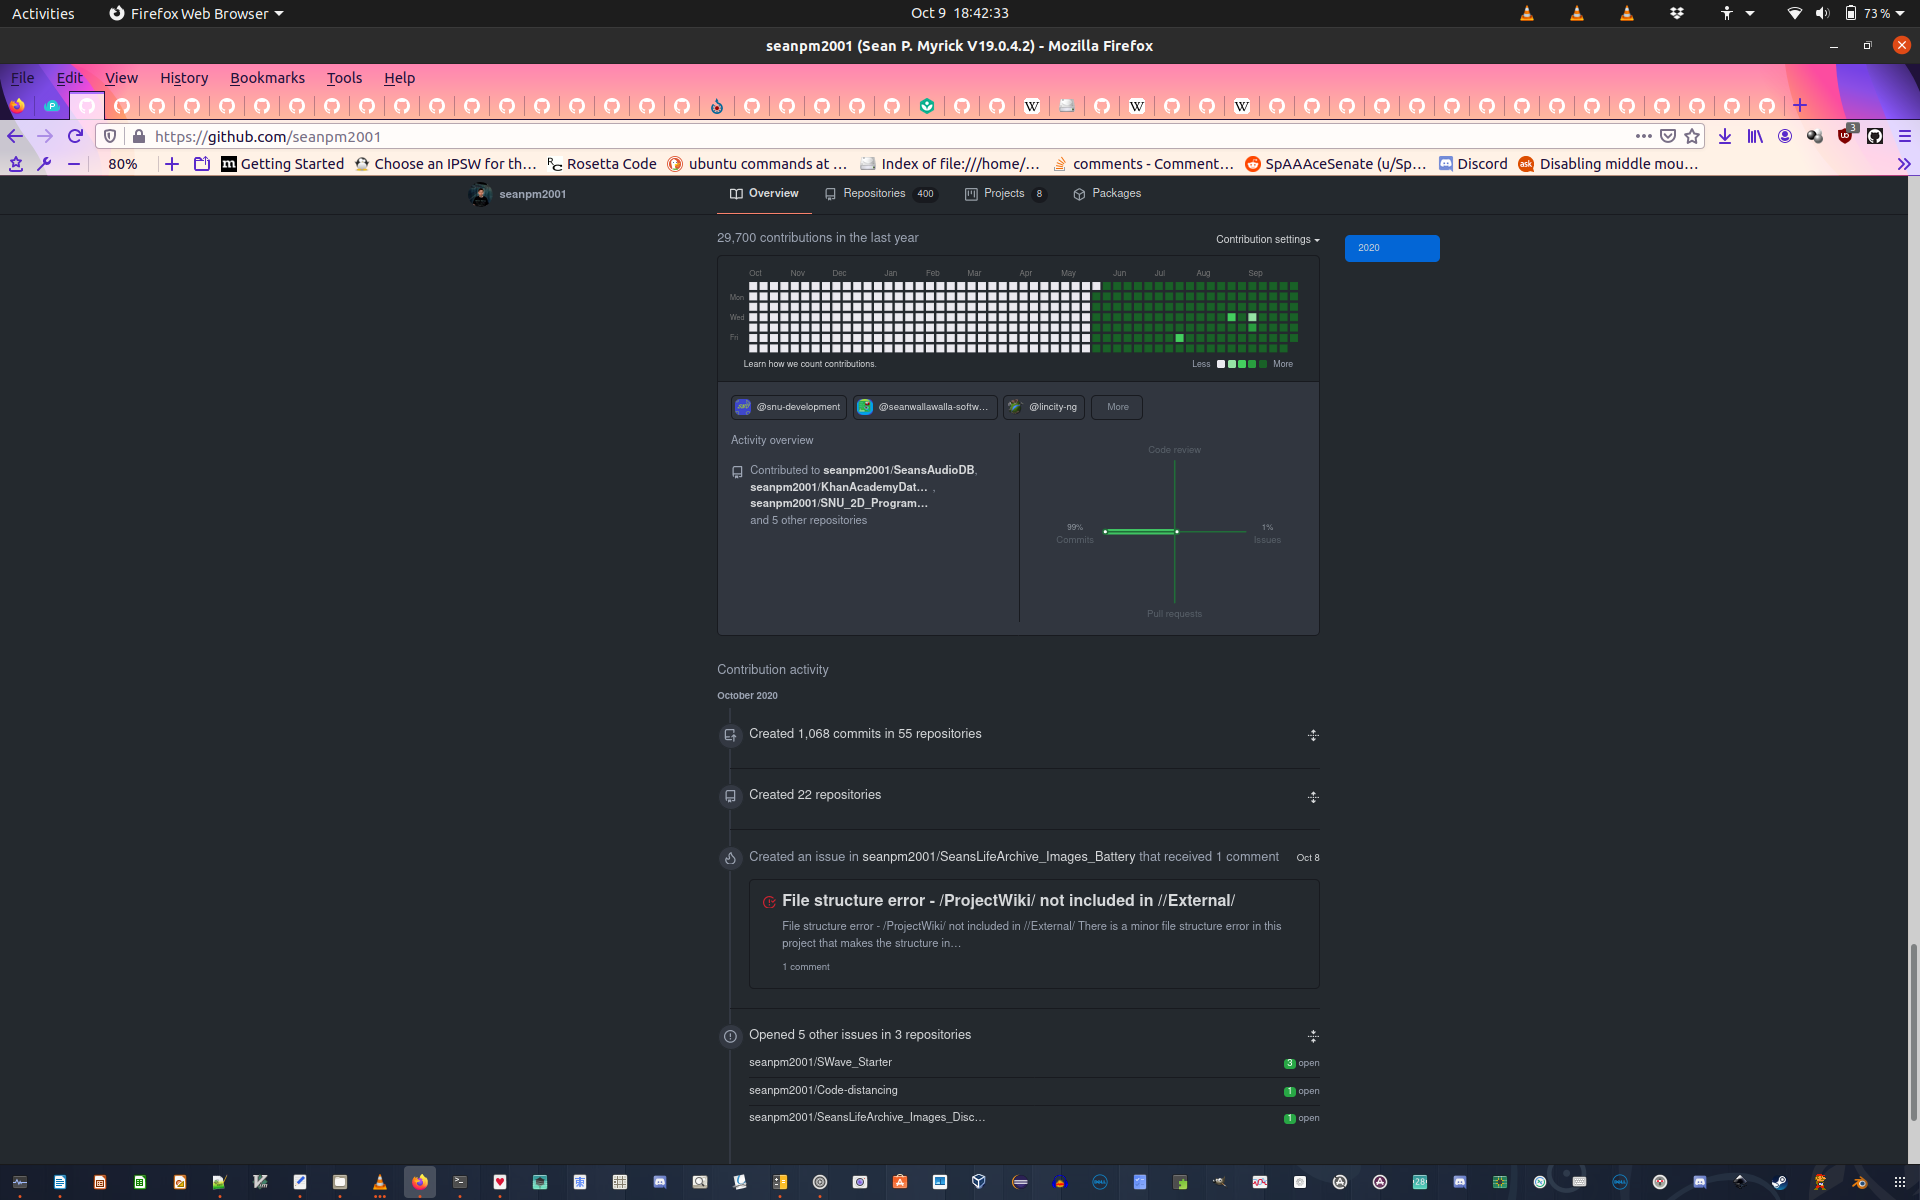 Activities
Firefox Web Browser
Oct 9 18:42:33
73 %
seanpm2001 (Sean P. Myrick V19.0.4.2) - Mozilla Firefox
File Edit View History Bookmarks Tools Help
https://github.com/seanpm2001
3
80%
Getting Started
Choose an IPSW for th…
Rosetta Code
ubuntu commands at …
Index of file:///home/…
comments - Comment…
SpAAAceSenate (u/Sp…
Discord
Disabling middle mou…
seanpm2001
Overview
Repositories 400
Projects 8
Packages
29,700 contributions in the last year
Contribution settings
2020
Oct Nov Dec Jan Feb Mar Apr May Jun Jul Aug Sep
Mon
Wed
Fri
Learn how we count contributions.
Less
More
@snu-development
@seanwallawalla-softw…
@lincity-ng
More
Activity overview
Contributed to seanpm2001/SeansAudioDB,
seanpm2001/KhanAcademyDat… ,
seanpm2001/SNU_2D_Program…
and 5 other repositories
Code review
99%
Commits
1%
Issues
Pull requests
Contribution activity
October 2020
Created 1,068 commits in 55 repositories
Created 22 repositories
Created an issue in seanpm2001/SeansLifeArchive_Images_Battery that received 1 comment
Oct 8
File structure error - /ProjectWiki/ not included in //External/
File structure error - /ProjectWiki/ not included in //External/ There is a minor file structure error in this
project that makes the structure in…
1 comment
Opened 5 other issues in 3 repositories
seanpm2001/SWave_Starter
3 open
seanpm2001/Code-distancing
1 open
seanpm2001/SeansLifeArchive_Images_Disc…
1 open